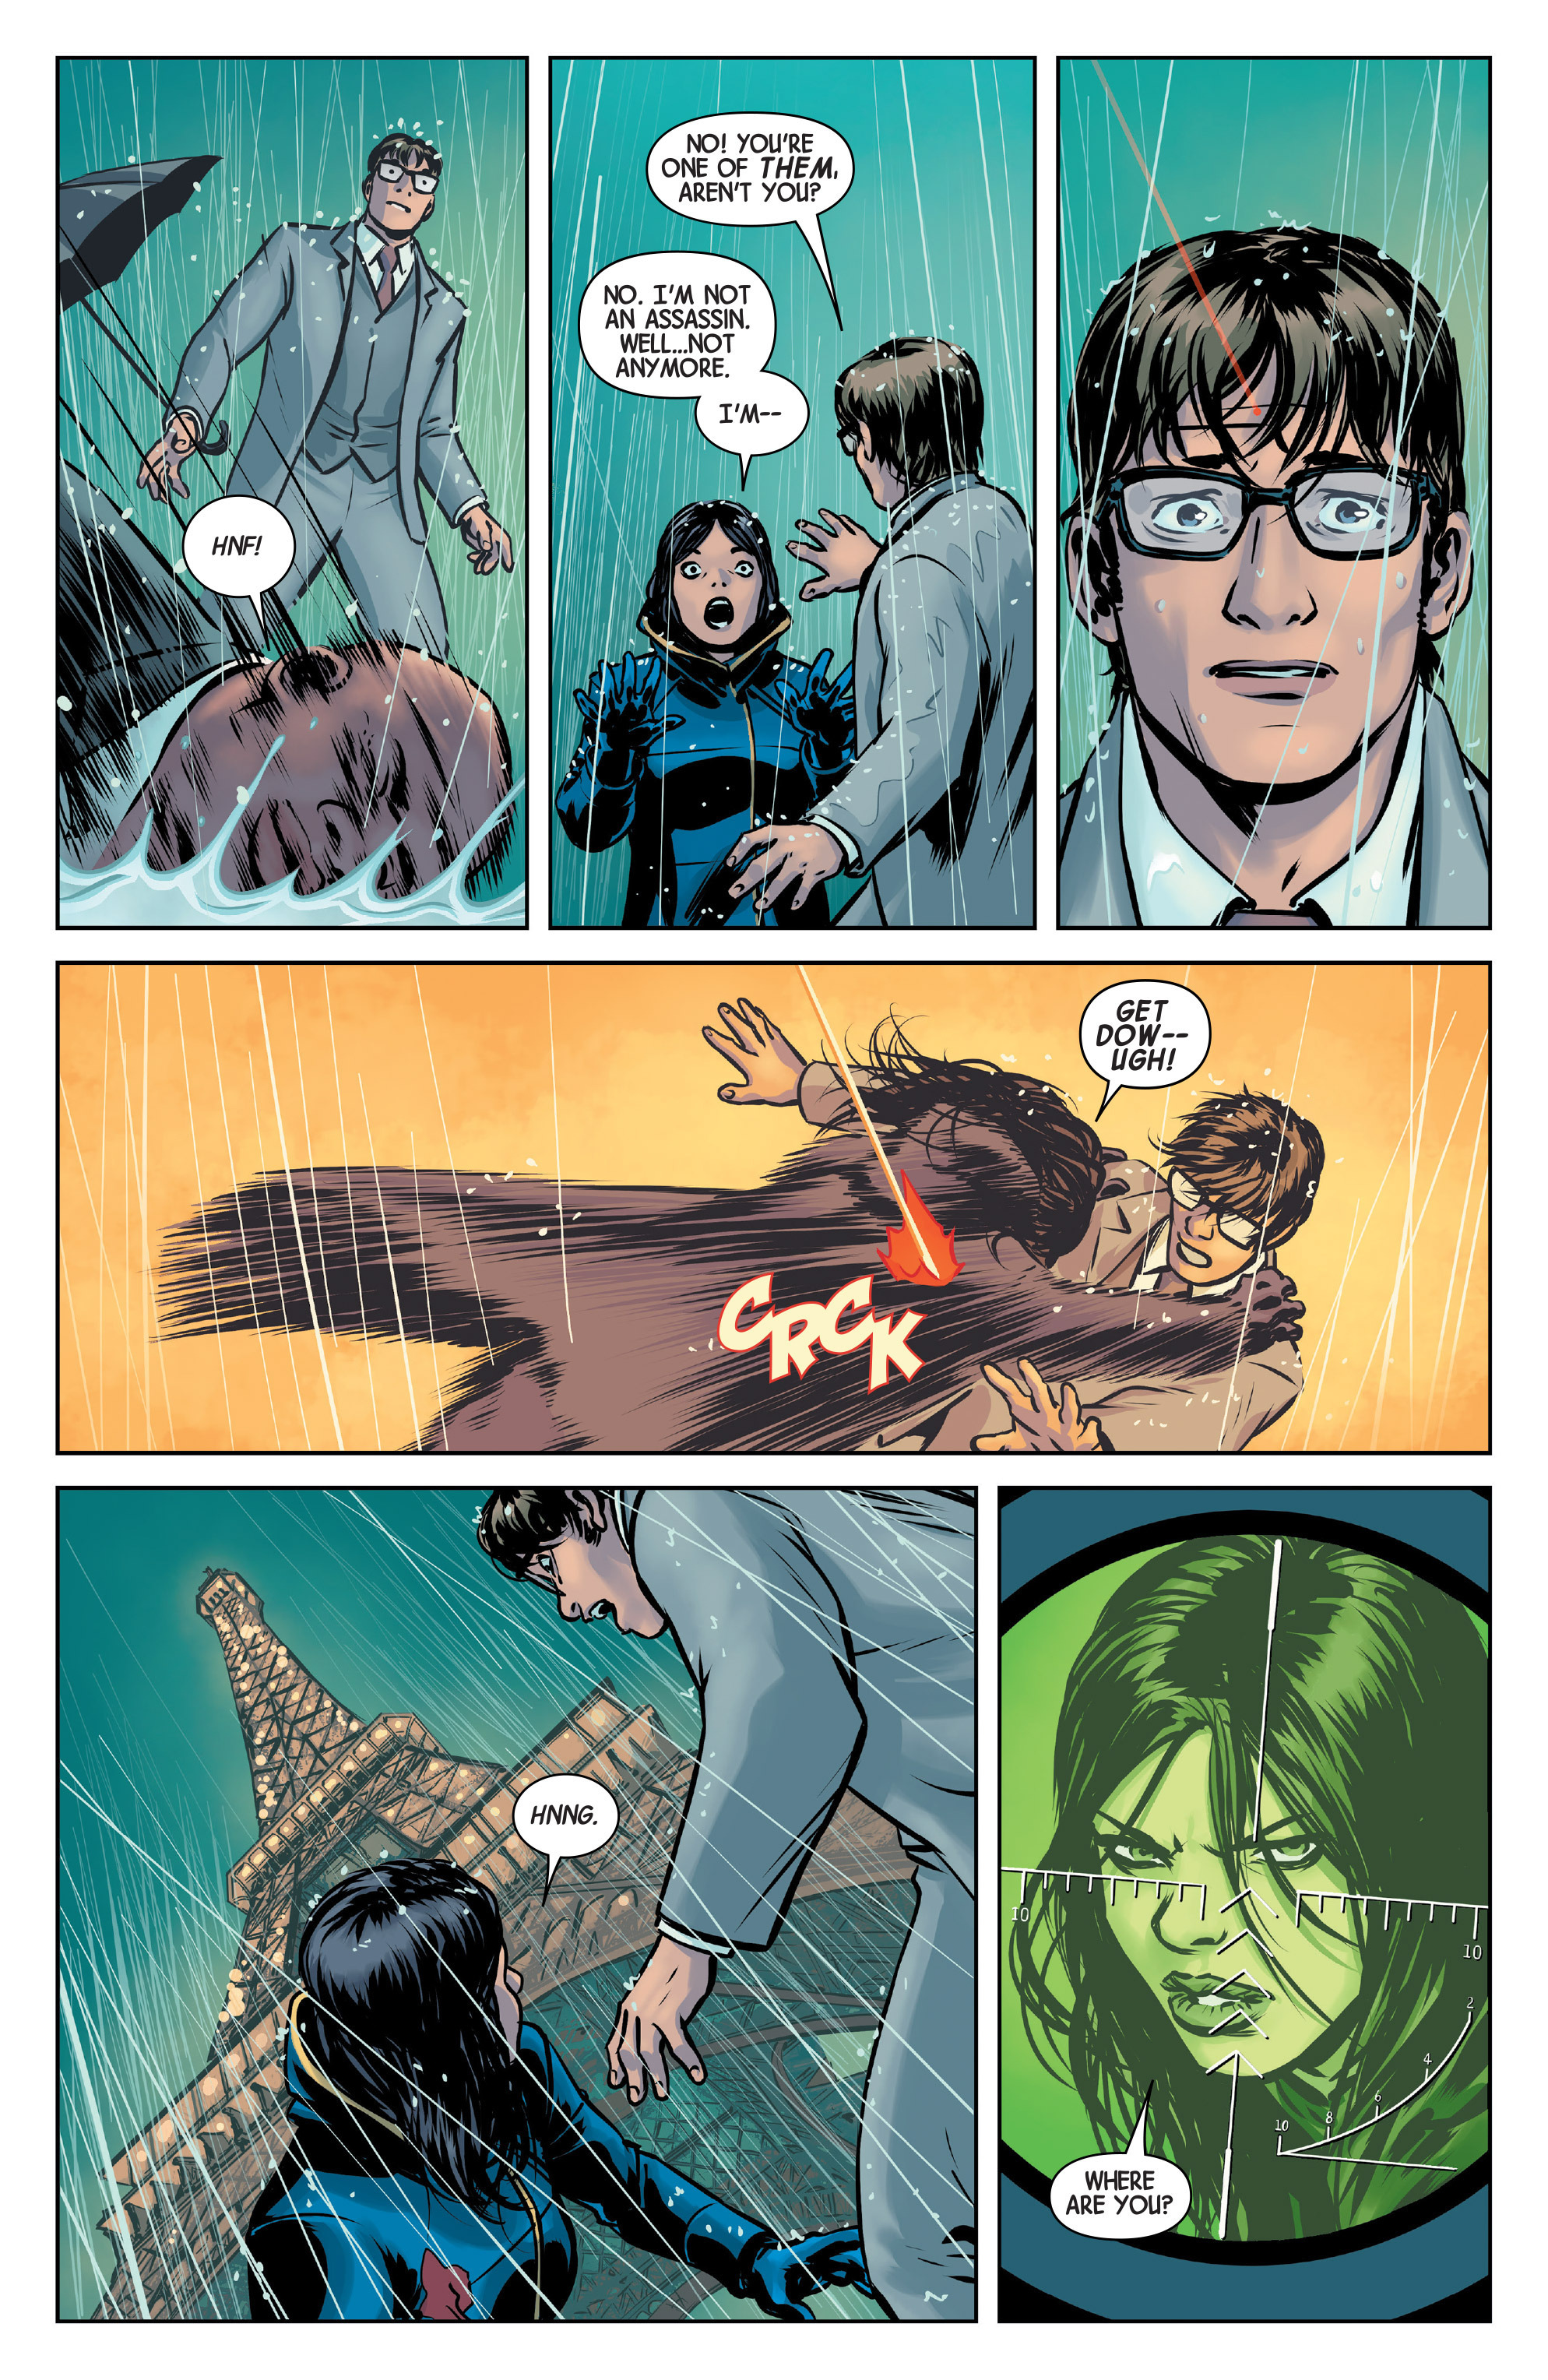 HNF!
NO! YOU'RE
ONE OF THEM,
AREN'T YOU?
NO. I'M NOT
AN ASSASSIN.
WELL...NOT
ANYMORE.
I'M--
GET
DOW--
UGH!
CRCK
HNNG.
10
10
2
4
6
8
10
WHERE
ARE YOU?